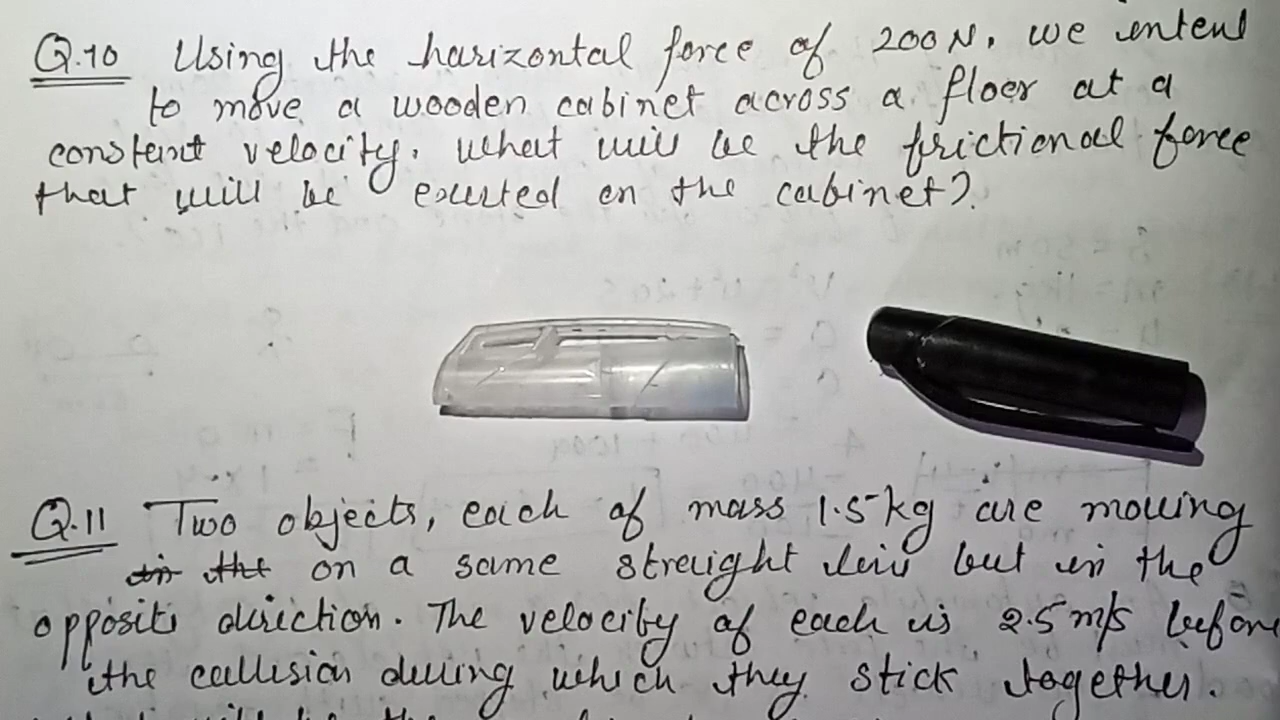 Q.10 Using the harizontal force of 200 N, we intend
to move a wooden cabinet across a floor at a
constant velocity. What will be the frictional force
that will be exerted on the cabinet?
Q.11 Two objects, each of mass 1.5 kg are moving
in the on a same straight line but in the
opposite direction. The velocity of each is 2.5 m/s before
the collision during which they stick together.